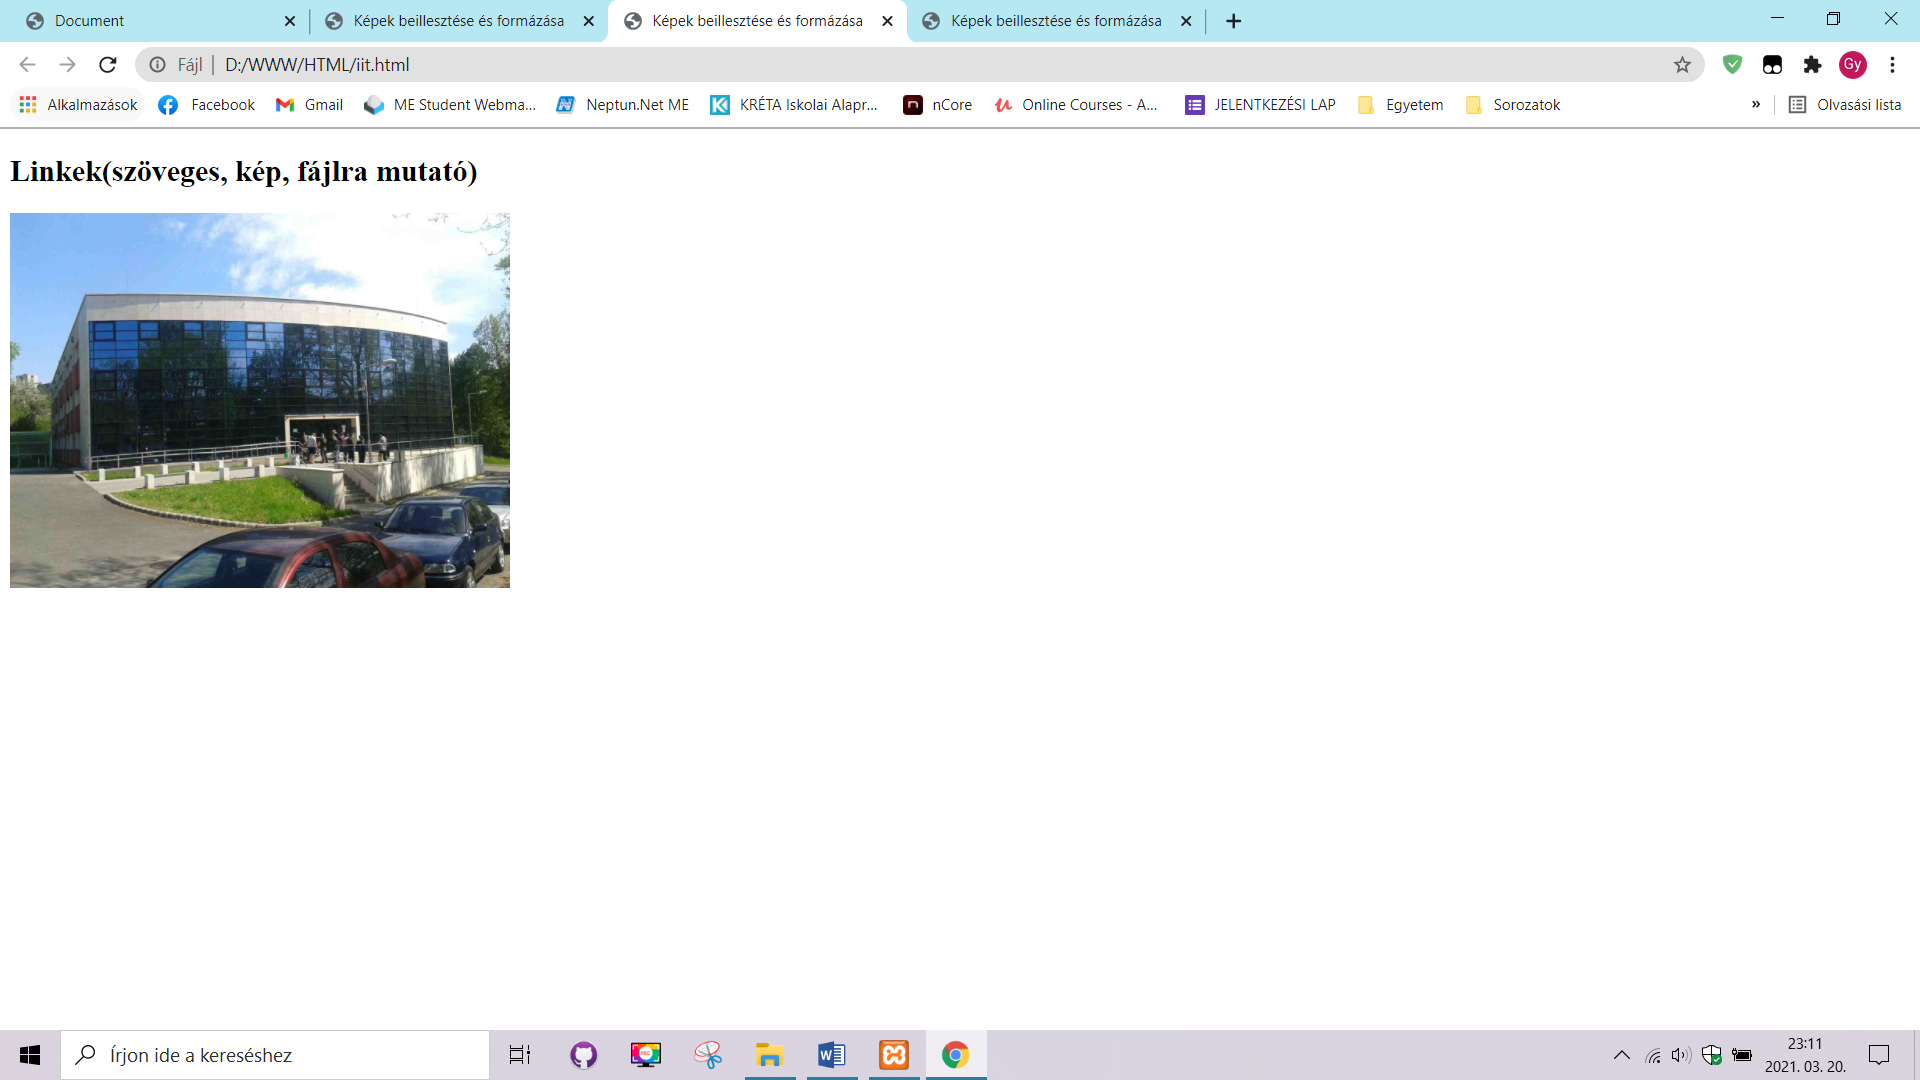 Document
Képek beillesztése és formázása
Képek beillesztése és formázása
Képek beillesztése és formázása
Fájl | D:/WWW/HTML/iit.html
Gy
Alkalmazások Facebook Gmail ME Student Webma... Neptun.Net ME KRÉTA Iskolai Alapr... nCore Online Courses - A... JELENTKEZÉSI LAP Egyetem Sorozatok » Olvasási lista
Linkek(szöveges, kép, fájlra mutató)
Írjon ide a kereséshez
23:11
2021. 03. 20.